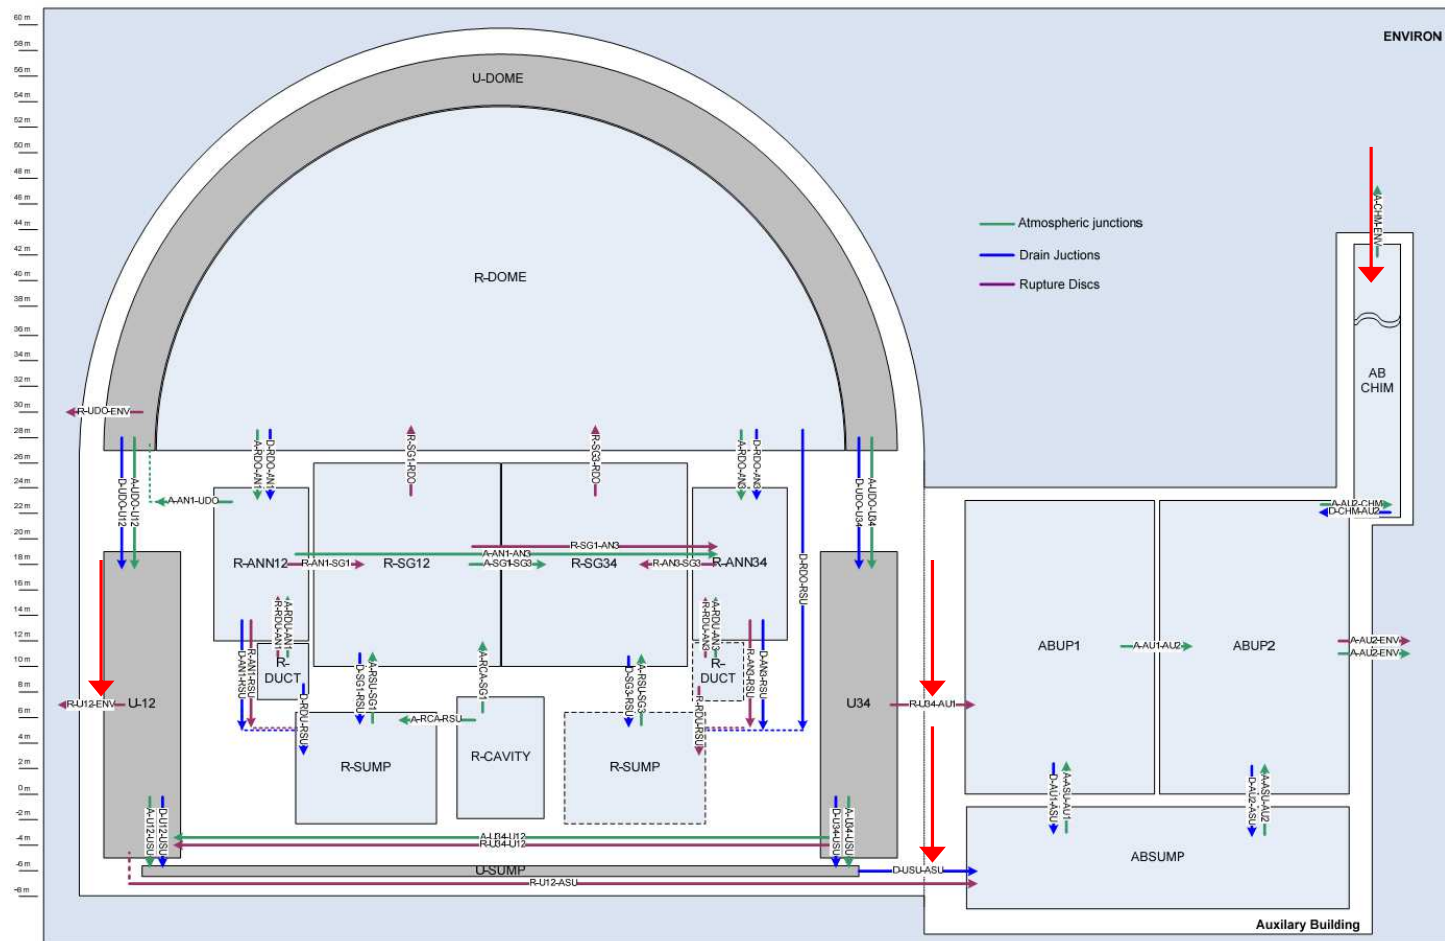 60 m
ENVIRON
58 m
56 m
U-DOME
54 m
52 m
50 m
48 m
46 m
A-CHM-ENV
44 m
Atmospheric junctions
42 m
Drain Juctions
40 m
R-DOME
Rupture Discs
38 m
36 m
34 m
32 m
AB
CHIM
30 m
R-UDO-ENV
28 m
A-RDO-AN1
D-RDO-AN1
R-SG1-RDO
R-SG3-RDO
A-RDO-AN3
D-RDO-AN3
26 m
D-UDO-U12
A-UDO-U12
D-UDO-U34
A-UDO-U34
24 m
A-AN1-UDO
A-AU2-CHM
22 m
D-CHM-AU2
20 m
R-SG1-AN3
A-AN1-AN3
18 m
R-ANN12
R-AN1-SG1
R-SG12
A-SG1-SG3
R-SG34
R-AN3-SG3
R-ANN34
D-RDO-RSU
16 m
14 m
R-RDU-AN1
A-RDU-AN1
R-RDU-AN3
A-RDU-AN3
12 m
ABUP1
A-AU1-AU2
ABUP2
A-AU2-ENV
A-AU2-ENV
10 m
R-
DUCT
R-
DUCT
D-AN1-RSU
R-AN1-RSU
D-SG1-RSU
A-RSU-SG1
A-RCA-SG1
D-SG3-RSU
A-RSU-SG3
R-AN3-RSU
D-AN3-RSU
8 m
R-U12-ENV
U-12
U34
R-U34-AU1
6 m
D-RDU-RSU
A-RCA-RSU
R-RDU-RSU
4 m
R-SUMP
R-CAVITY
R-SUMP
2 m
D-AU1-ASU
A-ASU-AU1
D-AU2-ASU
A-ASU-AU2
0 m
-2 m
A-U12-USU
D-U12-USU
D-U34-USU
A-U34-USU
-4 m
A-U34-U12
R-U34-U12
ABSUMP
-6 m
U-SUMP
D-USU-ASU
R-U12-ASU
-8 m
Auxilary Building